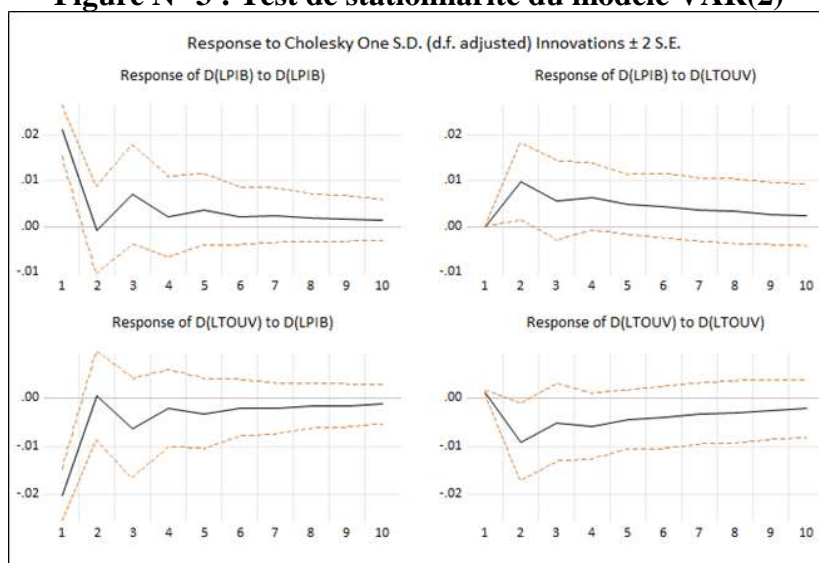 Figure N° 3 : Test de stationnarité du modèle VAR(2)
Response to Cholesky One S.D. (d.f. adjusted) Innovations ± 2 S.E.
Response of D(LPIB) to D(LPIB)
.02
.01
.00
-.01
1 2 3 4 5 6 7 8 9 10
Response of D(LPIB) to D(LTOUV)
.02
.01
.00
-.01
1 2 3 4 5 6 7 8 9 10
Response of D(LTOUV) to D(LPIB)
.00
-.01
-.02
1 2 3 4 5 6 7 8 9 10
Response of D(LTOUV) to D(LTOUV)
.00
-.01
-.02
1 2 3 4 5 6 7 8 9 10